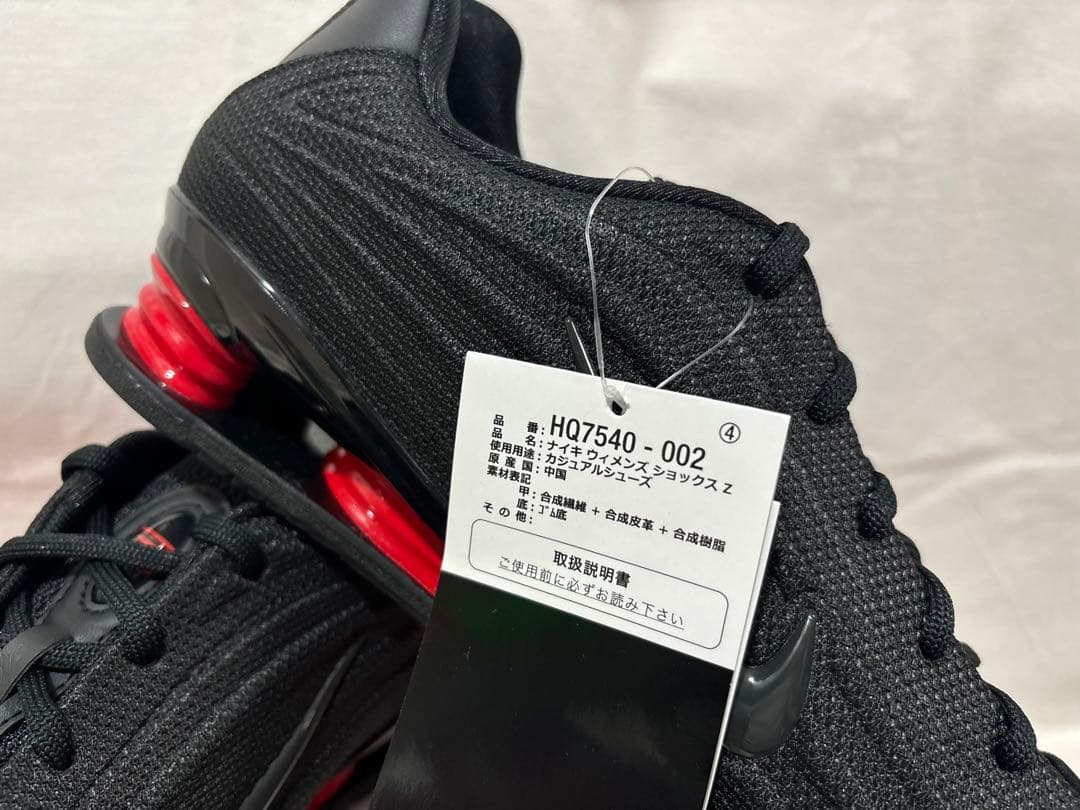 ④
品番：HQ7540 - 002
品名：ナイキ ウィメンズ ショックス Z
使用用途：カジュアルシューズ
原産国：中国
素材表記
甲：合成繊維 + 合成皮革 + 合成樹脂
底：ｺﾞﾑ底
その他：
取扱説明書
ご使用前に必ずお読み下さい